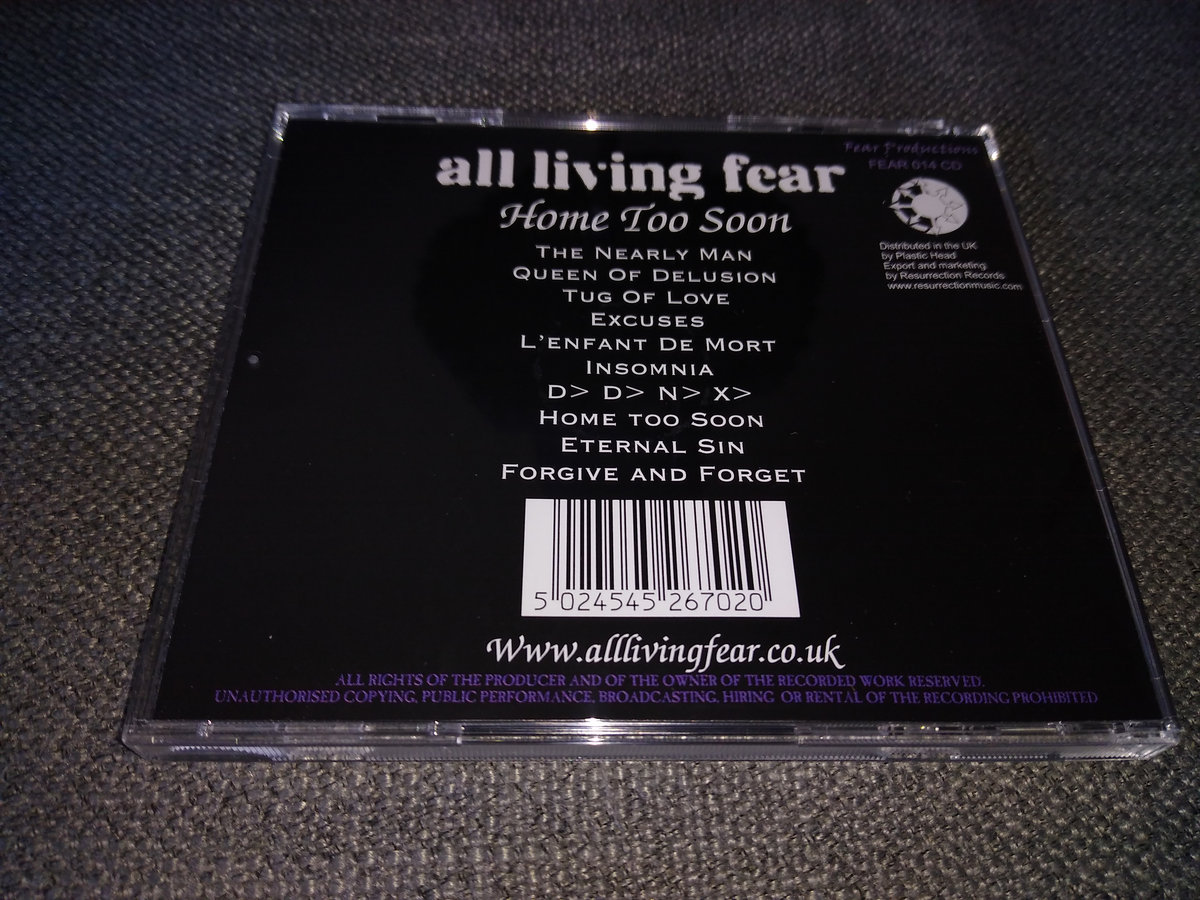 Fear Productions
FEAR 014 CD
all living fear
Home Too Soon
The Nearly Man
Queen Of Delusion
Tug Of Love
Excuses
L'enfant De Mort
Insomnia
D> D> N> X>
Home too Soon
Eternal Sin
Forgive and Forget
Distributed in the UK
by Plastic Head
Export and marketing
by Resurrection Records
www.resurrectionmusic.com
5 024545 267020
Www.alllivingfear.co.uk
ALL RIGHTS OF THE PRODUCER AND OF THE OWNER OF THE RECORDED WORK RESERVED.
UNAUTHORISED COPYING, PUBLIC PERFORMANCE, BROADCASTING, HIRING OR RENTAL OF THE RECORDING PROHIBITED